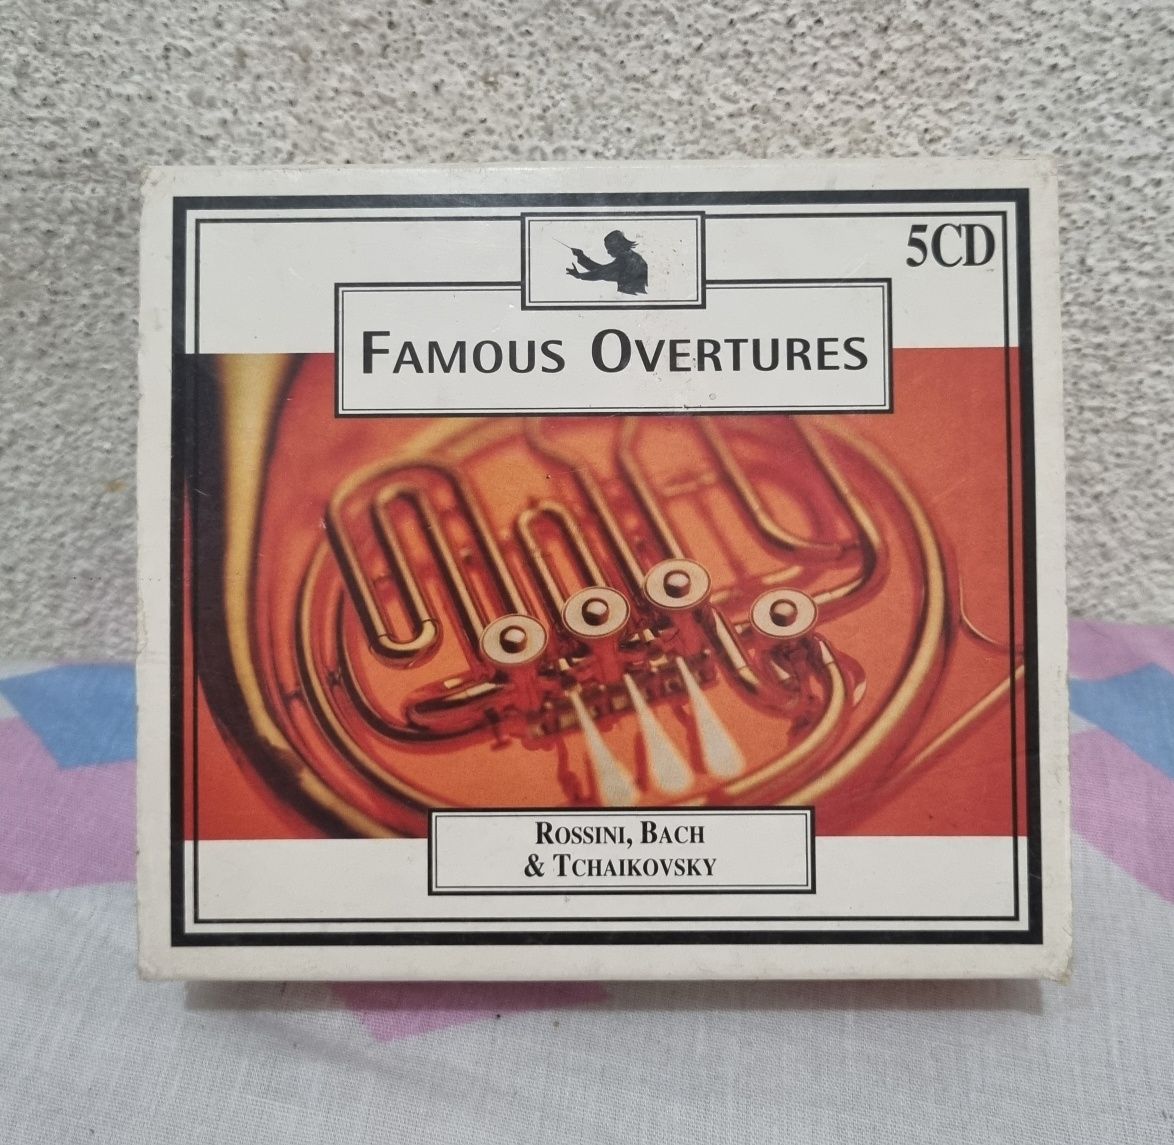 5CD
FAMOUS OVERTURES
ROSSINI, BACH
& TCHAIKOVSKY